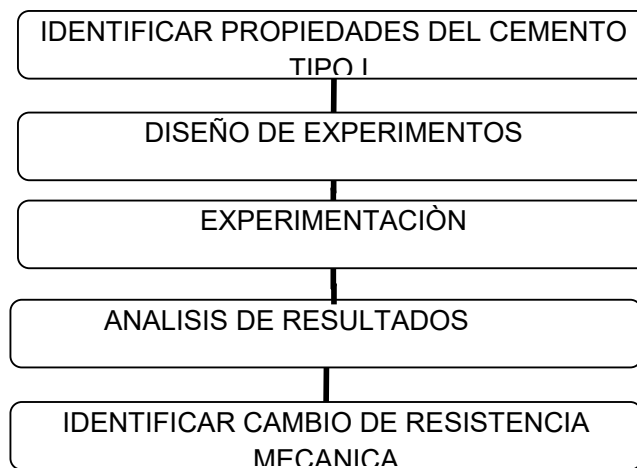 IDENTIFICAR PROPIEDADES DEL CEMENTO
TIPO I
DISEÑO DE EXPERIMENTOS
EXPERIMENTACIÒN
ANALISIS DE RESULTADOS
IDENTIFICAR CAMBIO DE RESISTENCIA
MECANICA